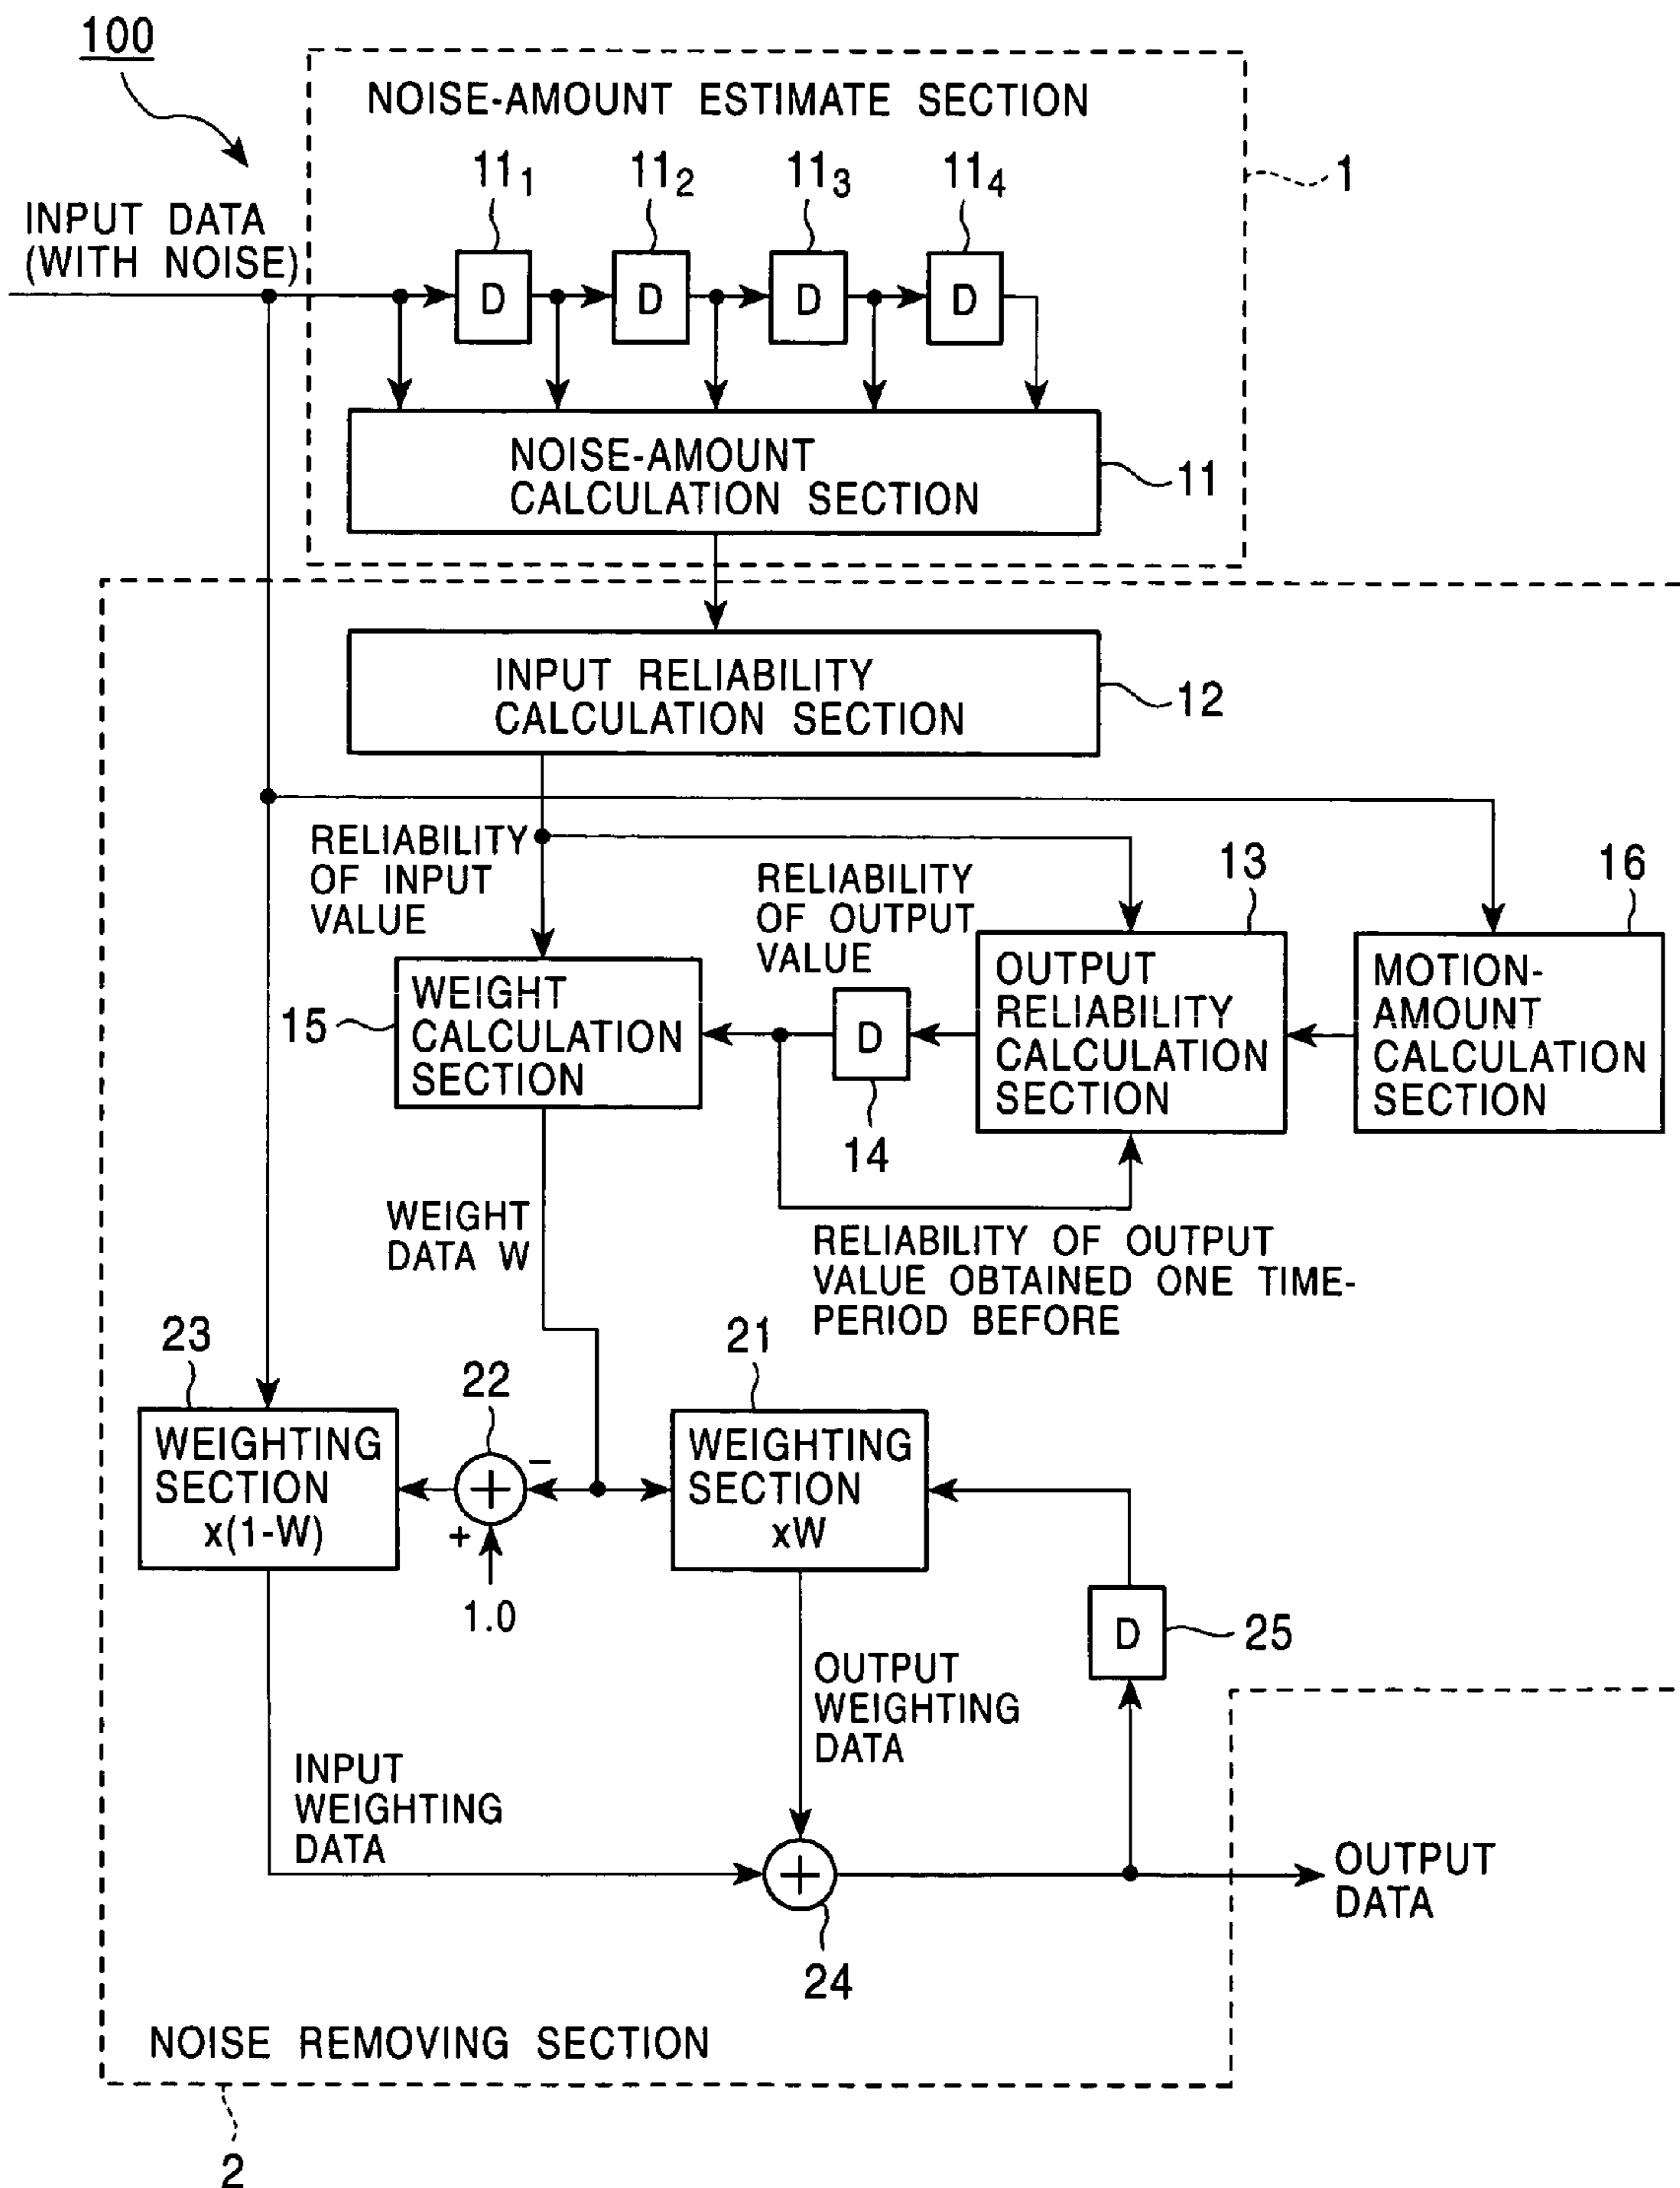 100
NOISE-AMOUNT ESTIMATE SECTION
1
11₁ 11₂ 11₃ 11₄
INPUT DATA
(WITH NOISE)
D D D D
NOISE-AMOUNT
CALCULATION SECTION
11
INPUT RELIABILITY
CALCULATION SECTION
12
RELIABILITY
OF INPUT
VALUE
RELIABILITY
OF OUTPUT
VALUE
13
16
WEIGHT
CALCULATION
SECTION
15
D
14
OUTPUT
RELIABILITY
CALCULATION
SECTION
MOTION-
AMOUNT
CALCULATION
SECTION
WEIGHT
DATA W
RELIABILITY OF OUTPUT
VALUE OBTAINED ONE TIME-
PERIOD BEFORE
23
22
21
WEIGHTING
SECTION
x(1-W)
+
−
+
1.0
WEIGHTING
SECTION
xW
D
25
OUTPUT
WEIGHTING
DATA
INPUT
WEIGHTING
DATA
+
24
OUTPUT
DATA
NOISE REMOVING SECTION
2